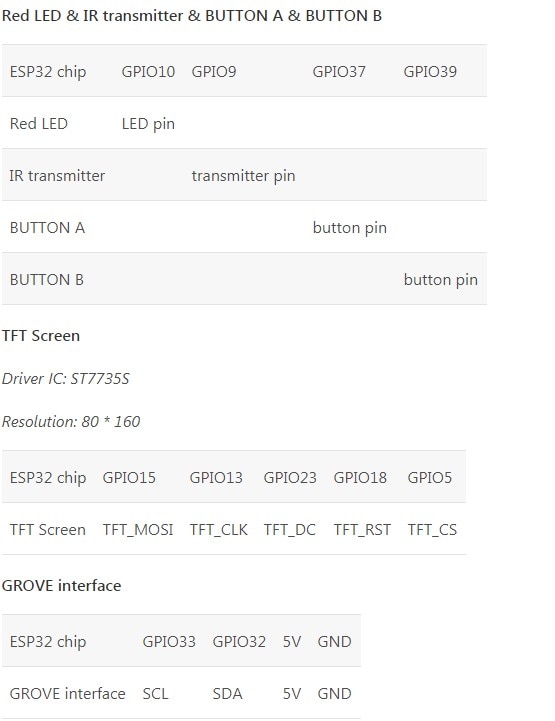 Red LED & IR transmitter & BUTTON A & BUTTON B
ESP32 chip GPIO10 GPIO9 GPIO37 GPIO39
Red LED LED pin
IR transmitter transmitter pin
BUTTON A button pin
BUTTON B button pin
TFT Screen
Driver IC: ST7735S
Resolution: 80 * 160
ESP32 chip GPIO15 GPIO13 GPIO23 GPIO18 GPIO5
TFT Screen TFT_MOSI TFT_CLK TFT_DC TFT_RST TFT_CS
GROVE interface
ESP32 chip GPIO33 GPIO32 5V GND
GROVE interface SCL SDA 5V GND